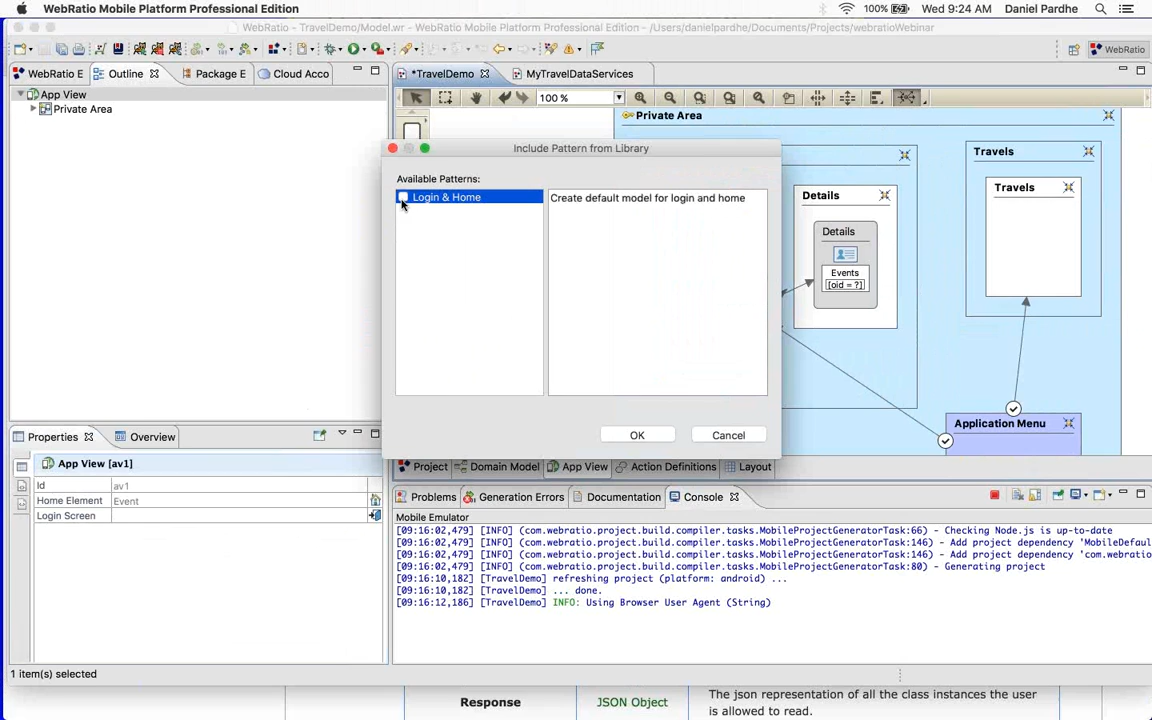 WebRatio Mobile Platform Professional Edition 100% Wed 9:24 AM Daniel Pardhe
WebRatio - TravelDemo/Model.wr - WebRatio Mobile Platform Professional Edition - /Users/danielpardhe/Documents/Projects/webratioWebinar
WebRatio
WebRatio E Outline Package E Cloud Acco
*TravelDemo MyTravelDataServices
100 %
App View
Private Area
Private Area
Travels
Travels
Details
Details
Events
[oid = ?]
Application Menu
Include Pattern from Library
Available Patterns:
Login & Home
Create default model for login and home
OK Cancel
Project Domain Model App View Action Definitions Layout
Properties Overview
App View [av1]
Id av1
Home Element Event
Login Screen
Problems Generation Errors Documentation Console
Mobile Emulator
[09:16:02,479] [INFO] (com.webratio.project.build.compiler.tasks.MobileProjectGeneratorTask:66) - Checking Node.js is up-to-date
[09:16:02,479] [INFO] (com.webratio.project.build.compiler.tasks.MobileProjectGeneratorTask:146) - Add project dependency 'MobileDefaul
[09:16:02,479] [INFO] (com.webratio.project.build.compiler.tasks.MobileProjectGeneratorTask:146) - Add project dependency 'com.webratio
[09:16:02,479] [INFO] (com.webratio.project.build.compiler.tasks.MobileProjectGeneratorTask:80) - Generating project
[09:16:10,182] [TravelDemo] refreshing project (platform: android) ...
[09:16:10,182] [TravelDemo] ... done.
[09:16:12,186] [TravelDemo] INFO: Using Browser User Agent (String)
1 item(s) selected
Response JSON Object The json representation of all the class instances the user
is allowed to read.